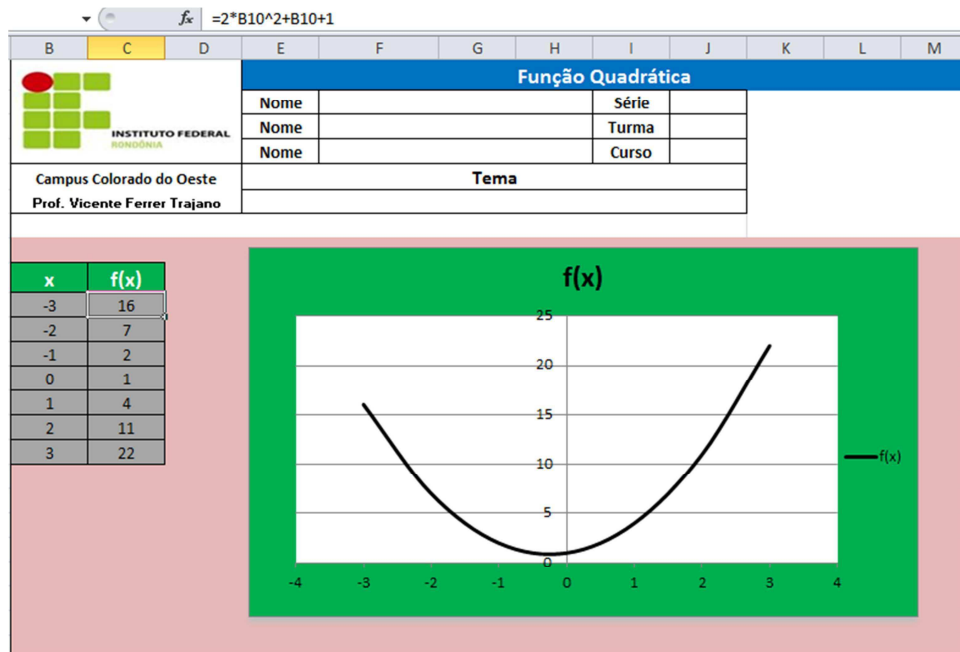 fx =2*B10^2+B10+1
B C D E F G H I J K L M
Função Quadrática
Nome Série
Nome Turma
Nome Curso
INSTITUTO FEDERAL
RONDÔNIA
Campus Colorado do Oeste Tema
Prof. Vicente Ferrer Trajano
x f(x)
-3 16
-2 7
-1 2
0 1
1 4
2 11
3 22
f(x)
25
20
15
10
5
0
-4 -3 -2 -1 0 1 2 3 4
f(x)